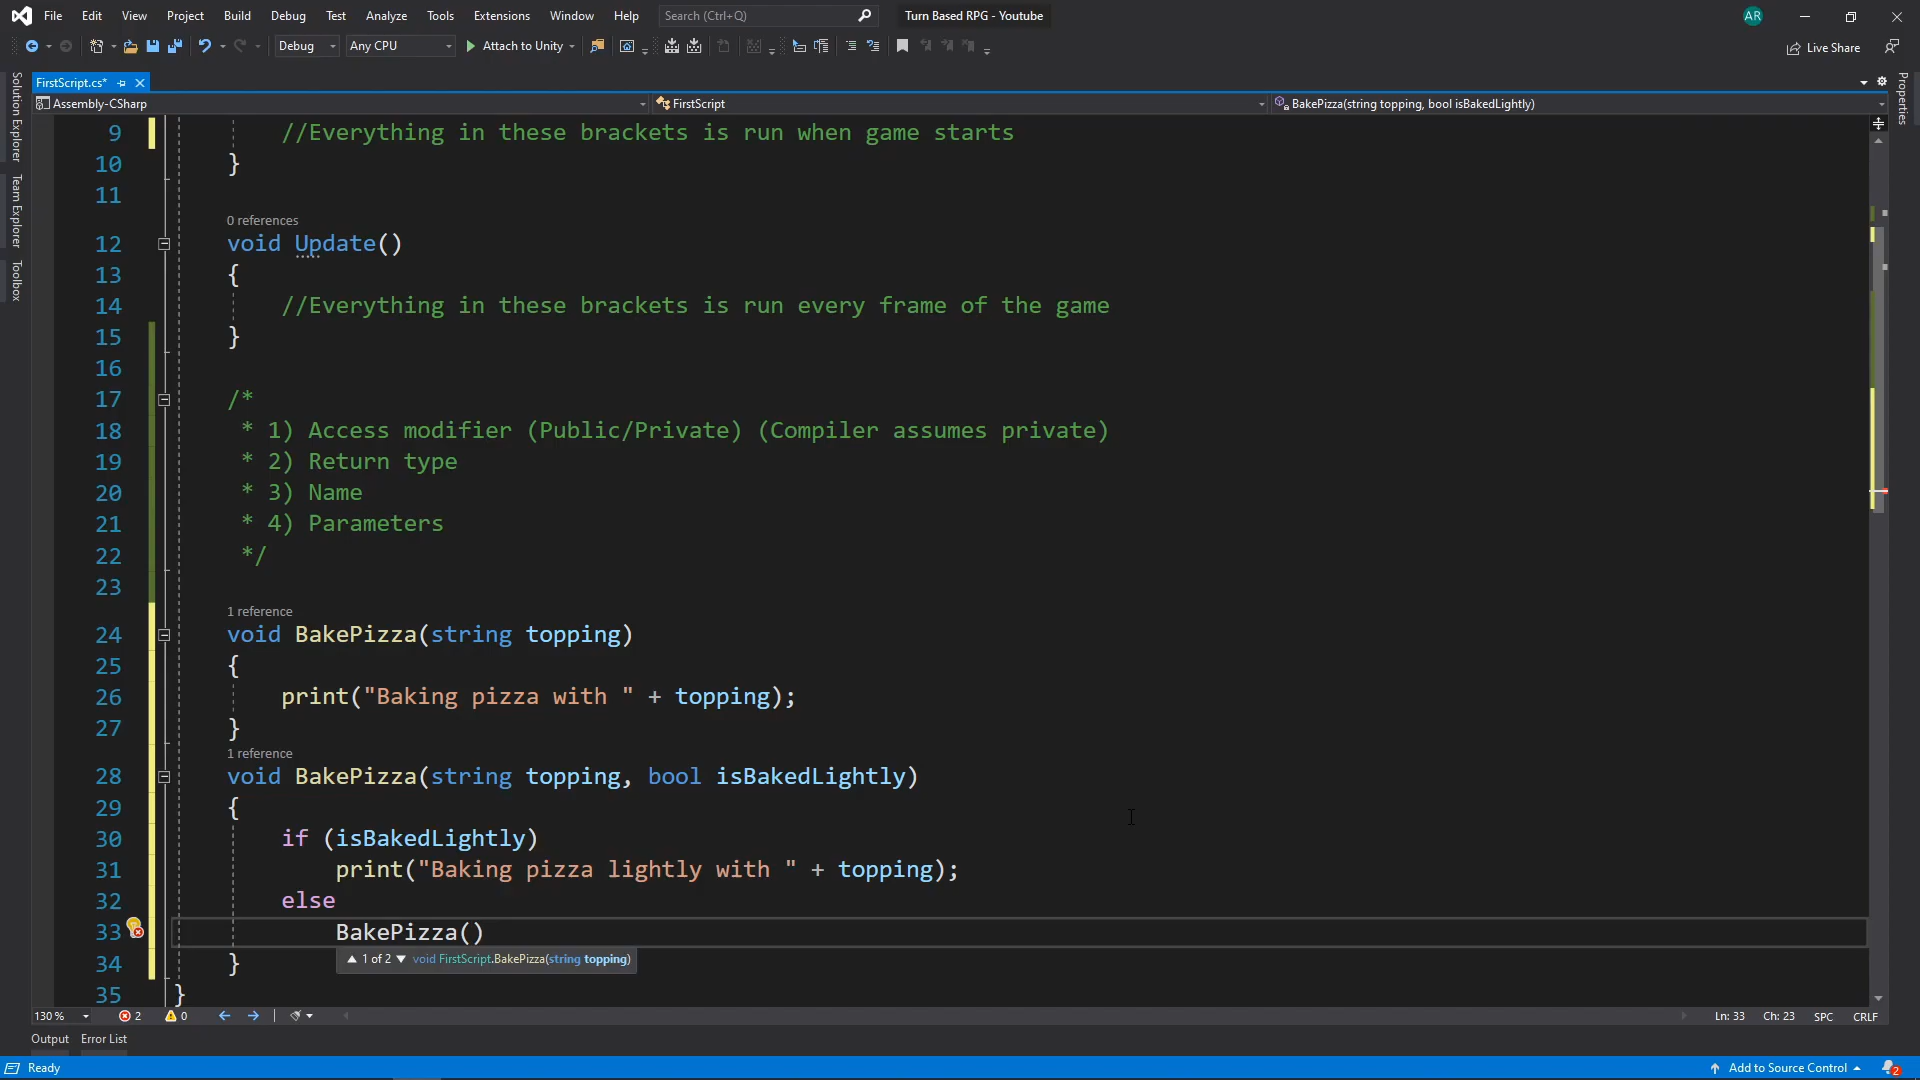 File Edit View Project Build Debug Test Analyze Tools Extensions Window Help Search (Ctrl+Q) Turn Based RPG - Youtube AR
Debug Any CPU Attach to Unity Live Share
FirstScript.cs*
Assembly-CSharp FirstScript BakePizza(string topping, bool isBakedLightly)
Solution Explorer
Team Explorer
Toolbox
Properties
9 //Everything in these brackets is run when game starts
10 }
11
0 references
12 void Update()
13 {
14 //Everything in these brackets is run every frame of the game
15 }
16
17 /*
18 * 1) Access modifier (Public/Private) (Compiler assumes private)
19 * 2) Return type
20 * 3) Name
21 * 4) Parameters
22 */
23
1 reference
24 void BakePizza(string topping)
25 {
26 print("Baking pizza with " + topping);
27 }
1 reference
28 void BakePizza(string topping, bool isBakedLightly)
29 {
30 if (isBakedLightly)
31 print("Baking pizza lightly with " + topping);
32 else
33 BakePizza()
34 }
▲ 1 of 2 ▼ void FirstScript.BakePizza(string topping)
35 }
130 % 2 0 Ln: 33 Ch: 23 SPC CRLF
Output Error List
Ready Add to Source Control 2